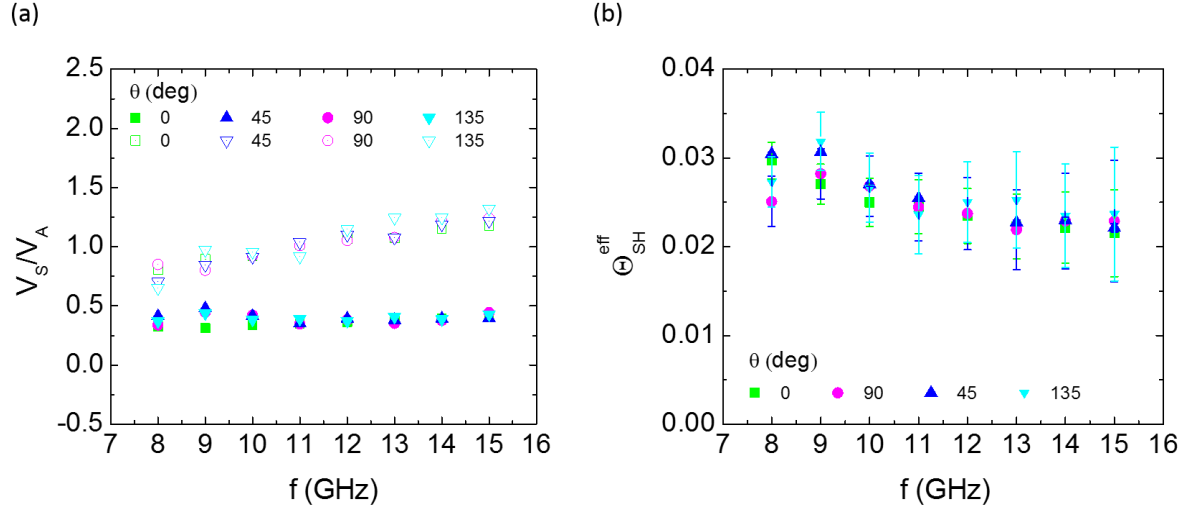 (a)
(b)
2.5
2.0
1.5
1.0
0.5
0.0
-0.5
V_S/V_A
θ (deg)
0 45 90 135
0 45 90 135
7 8 9 10 11 12 13 14 15 16
f (GHz)
0.04
0.03
0.02
0.01
0.00
Θ_SH^eff
θ (deg)
0 90 45 135
7 8 9 10 11 12 13 14 15 16
f (GHz)